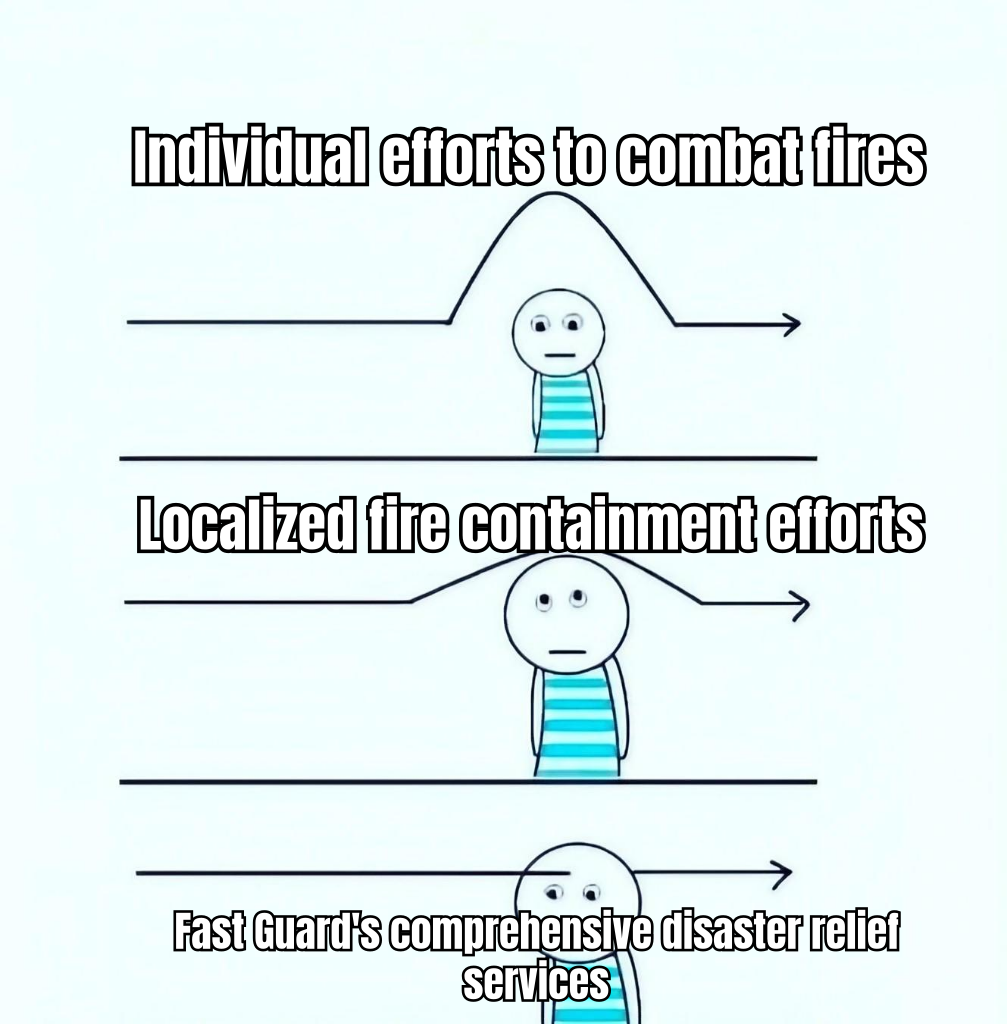 Individual efforts to combat fires
Localized fire containment efforts
Fast Guard's comprehensive disaster relief
services